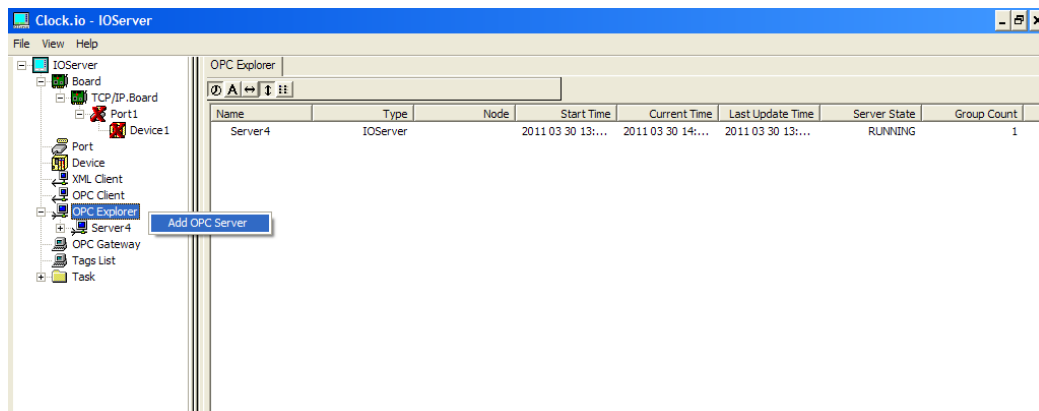 Clock.io - IOServer
File View Help
IOServer
Board
TCP/IP.Board
Port1
Device1
Port
Device
XML Client
OPC Client
OPC Explorer
Add OPC Server
Server4
OPC Gateway
Tags List
Task
OPC Explorer
A
Name Type Node Start Time Current Time Last Update Time Server State Group Count
Server4 IOServer 2011 03 30 13:... 2011 03 30 14:... 2011 03 30 13:... RUNNING 1